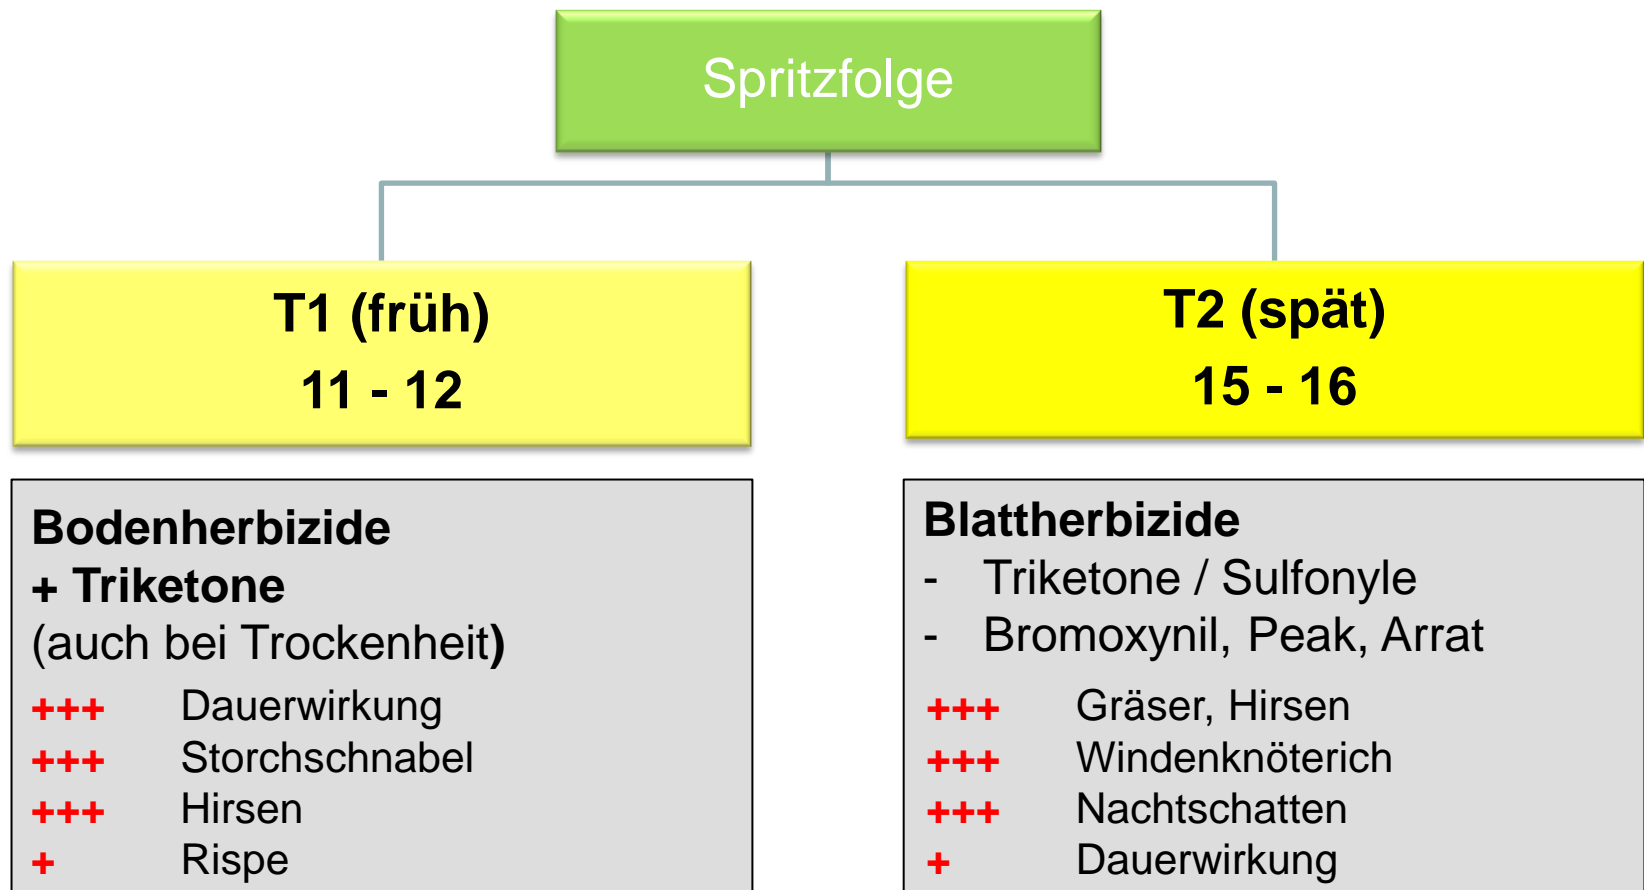 Spritzfolge
T1 (früh)
11 - 12
Bodenherbizide
+ Triketone
(auch bei Trockenheit)
+++ Dauerwirkung
+++ Storchschnabel
+++ Hirsen
+ Rispe
T2 (spät)
15 - 16
Blattherbizide
- Triketone / Sulfonyle
- Bromoxynil, Peak, Arrat
+++ Gräser, Hirsen
+++ Windenknöterich
+++ Nachtschatten
+ Dauerwirkung